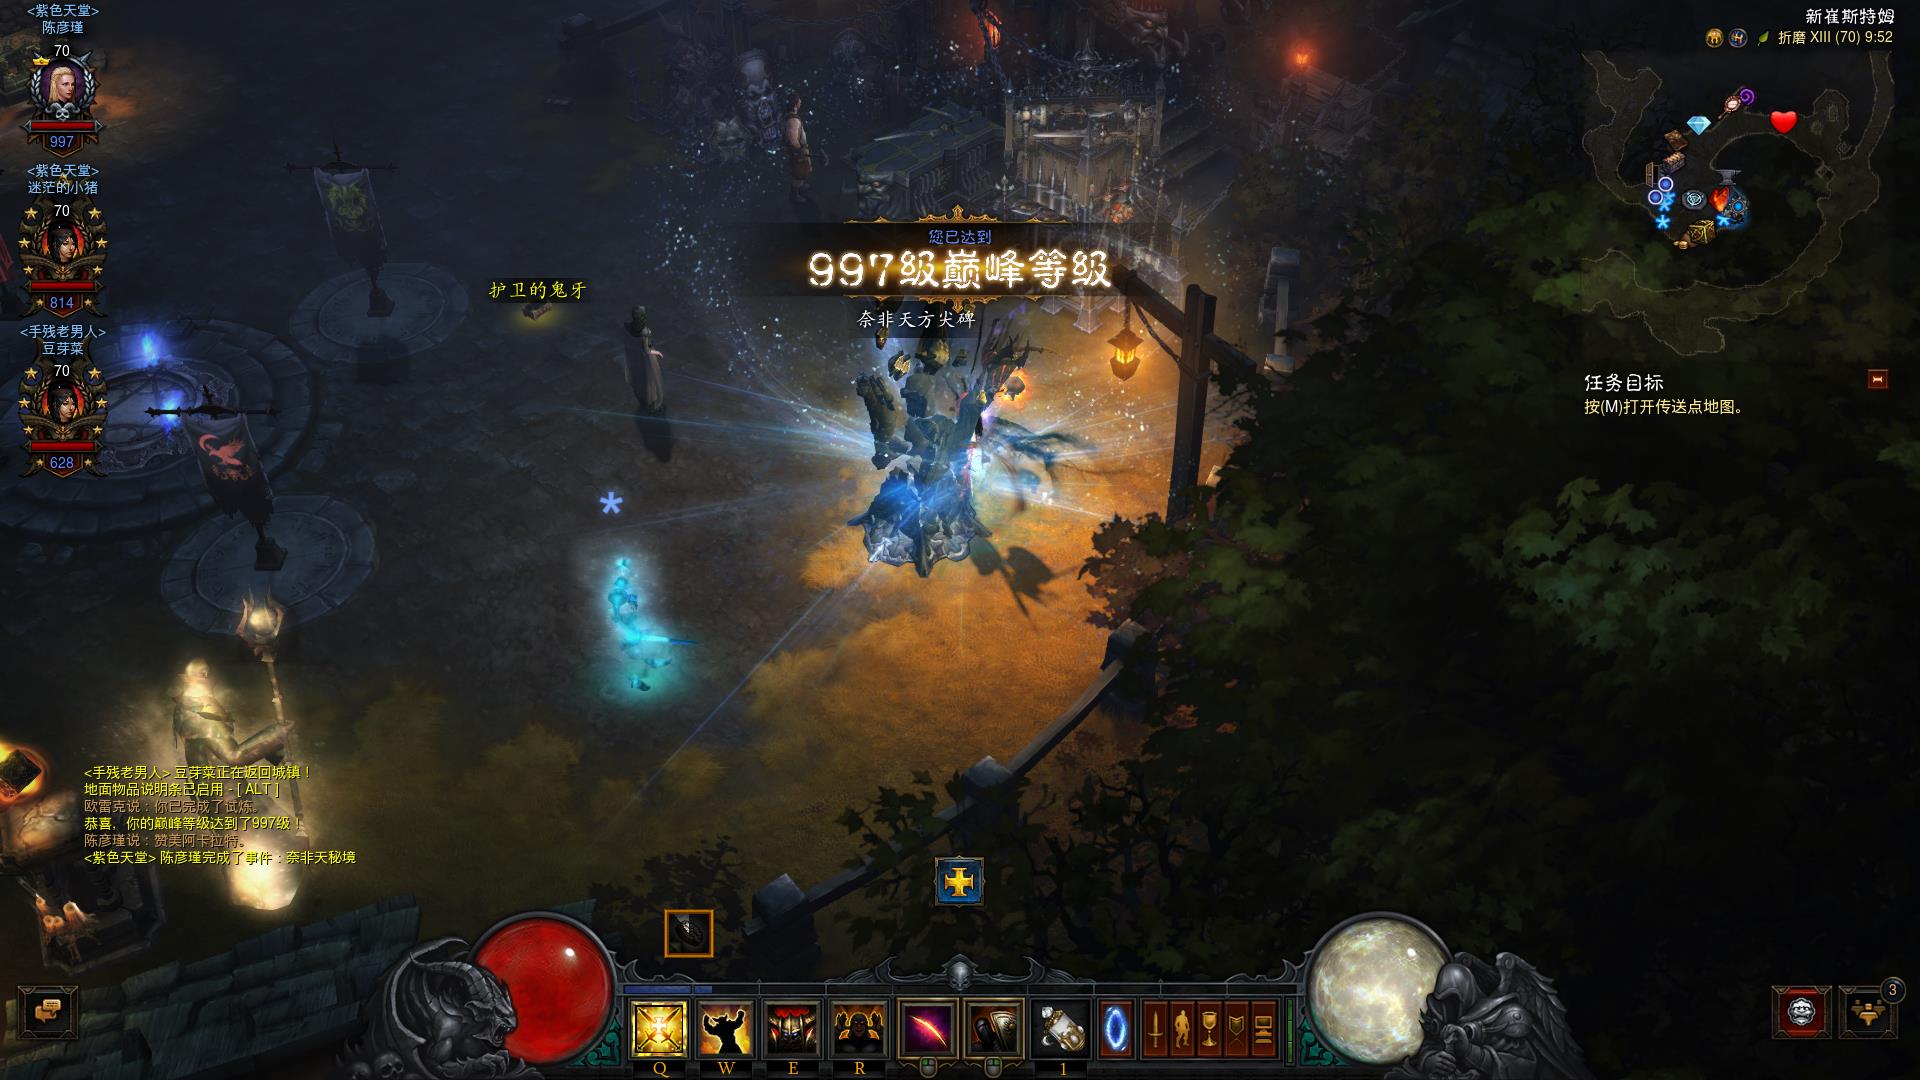 <紫色天堂>
陈彦瑾
70
997
<紫色天堂>
迷茫的小猪
70
814
<手残老男人>
豆芽菜
70
628
新崔斯特姆
折磨 XIII (70) 9:52
您已达到
997级巅峰等级
奈非天方尖碑
护卫的鬼牙
任务目标
按(M)打开传送点地图。
<手残老男人> 豆芽菜正在返回城镇！
地面物品说明条已启用 - [ ALT ]
欧雷克说：你已完成了试炼。
恭喜，你的巅峰等级达到了997级！
陈彦瑾说：赞美阿卡拉特。
<紫色天堂> 陈彦瑾完成了事件：奈非天秘境
Q W E R 1
3